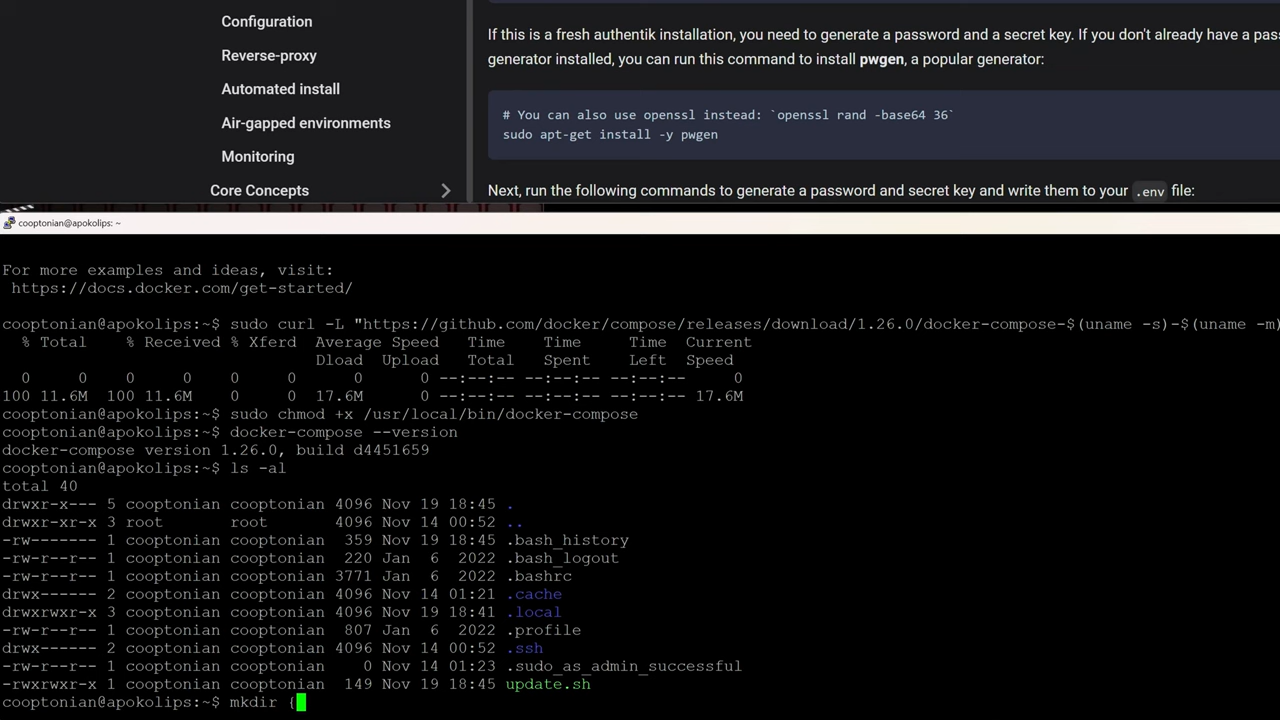 Configuration
Reverse-proxy
Automated install
Air-gapped environments
Monitoring
Core Concepts
If this is a fresh authentik installation, you need to generate a password and a secret key. If you don't already have a pas
generator installed, you can run this command to install pwgen, a popular generator:
# You can also use openssl instead: `openssl rand -base64 36`
sudo apt-get install -y pwgen
Next, run the following commands to generate a password and secret key and write them to your .env file:
cooptonian@apokolips: ~
For more examples and ideas, visit:
https://docs.docker.com/get-started/
cooptonian@apokolips:~$ sudo curl -L "https://github.com/docker/compose/releases/download/1.26.0/docker-compose-$(uname -s)-$(uname -m)
% Total % Received % Xferd Average Speed Time Time Time Current
Dload Upload Total Spent Left Speed
0 0 0 0 0 0 0 0 --:--:-- --:--:-- --:--:-- 0
100 11.6M 100 11.6M 0 0 17.6M 0 --:--:-- --:--:-- --:--:-- 17.6M
cooptonian@apokolips:~$ sudo chmod +x /usr/local/bin/docker-compose
cooptonian@apokolips:~$ docker-compose --version
docker-compose version 1.26.0, build d4451659
cooptonian@apokolips:~$ ls -al
total 40
drwxr-x--- 5 cooptonian cooptonian 4096 Nov 19 18:45 .
drwxr-xr-x 3 root root 4096 Nov 14 00:52 ..
-rw------- 1 cooptonian cooptonian 359 Nov 19 18:45 .bash_history
-rw-r--r-- 1 cooptonian cooptonian 220 Jan 6 2022 .bash_logout
-rw-r--r-- 1 cooptonian cooptonian 3771 Jan 6 2022 .bashrc
drwx------ 2 cooptonian cooptonian 4096 Nov 14 01:21 .cache
drwxrwxr-x 3 cooptonian cooptonian 4096 Nov 19 18:41 .local
-rw-r--r-- 1 cooptonian cooptonian 807 Jan 6 2022 .profile
drwx------ 2 cooptonian cooptonian 4096 Nov 14 00:52 .ssh
-rw-r--r-- 1 cooptonian cooptonian 0 Nov 14 01:23 .sudo_as_admin_successful
-rwxrwxr-x 1 cooptonian cooptonian 149 Nov 19 18:45 update.sh
cooptonian@apokolips:~$ mkdir {